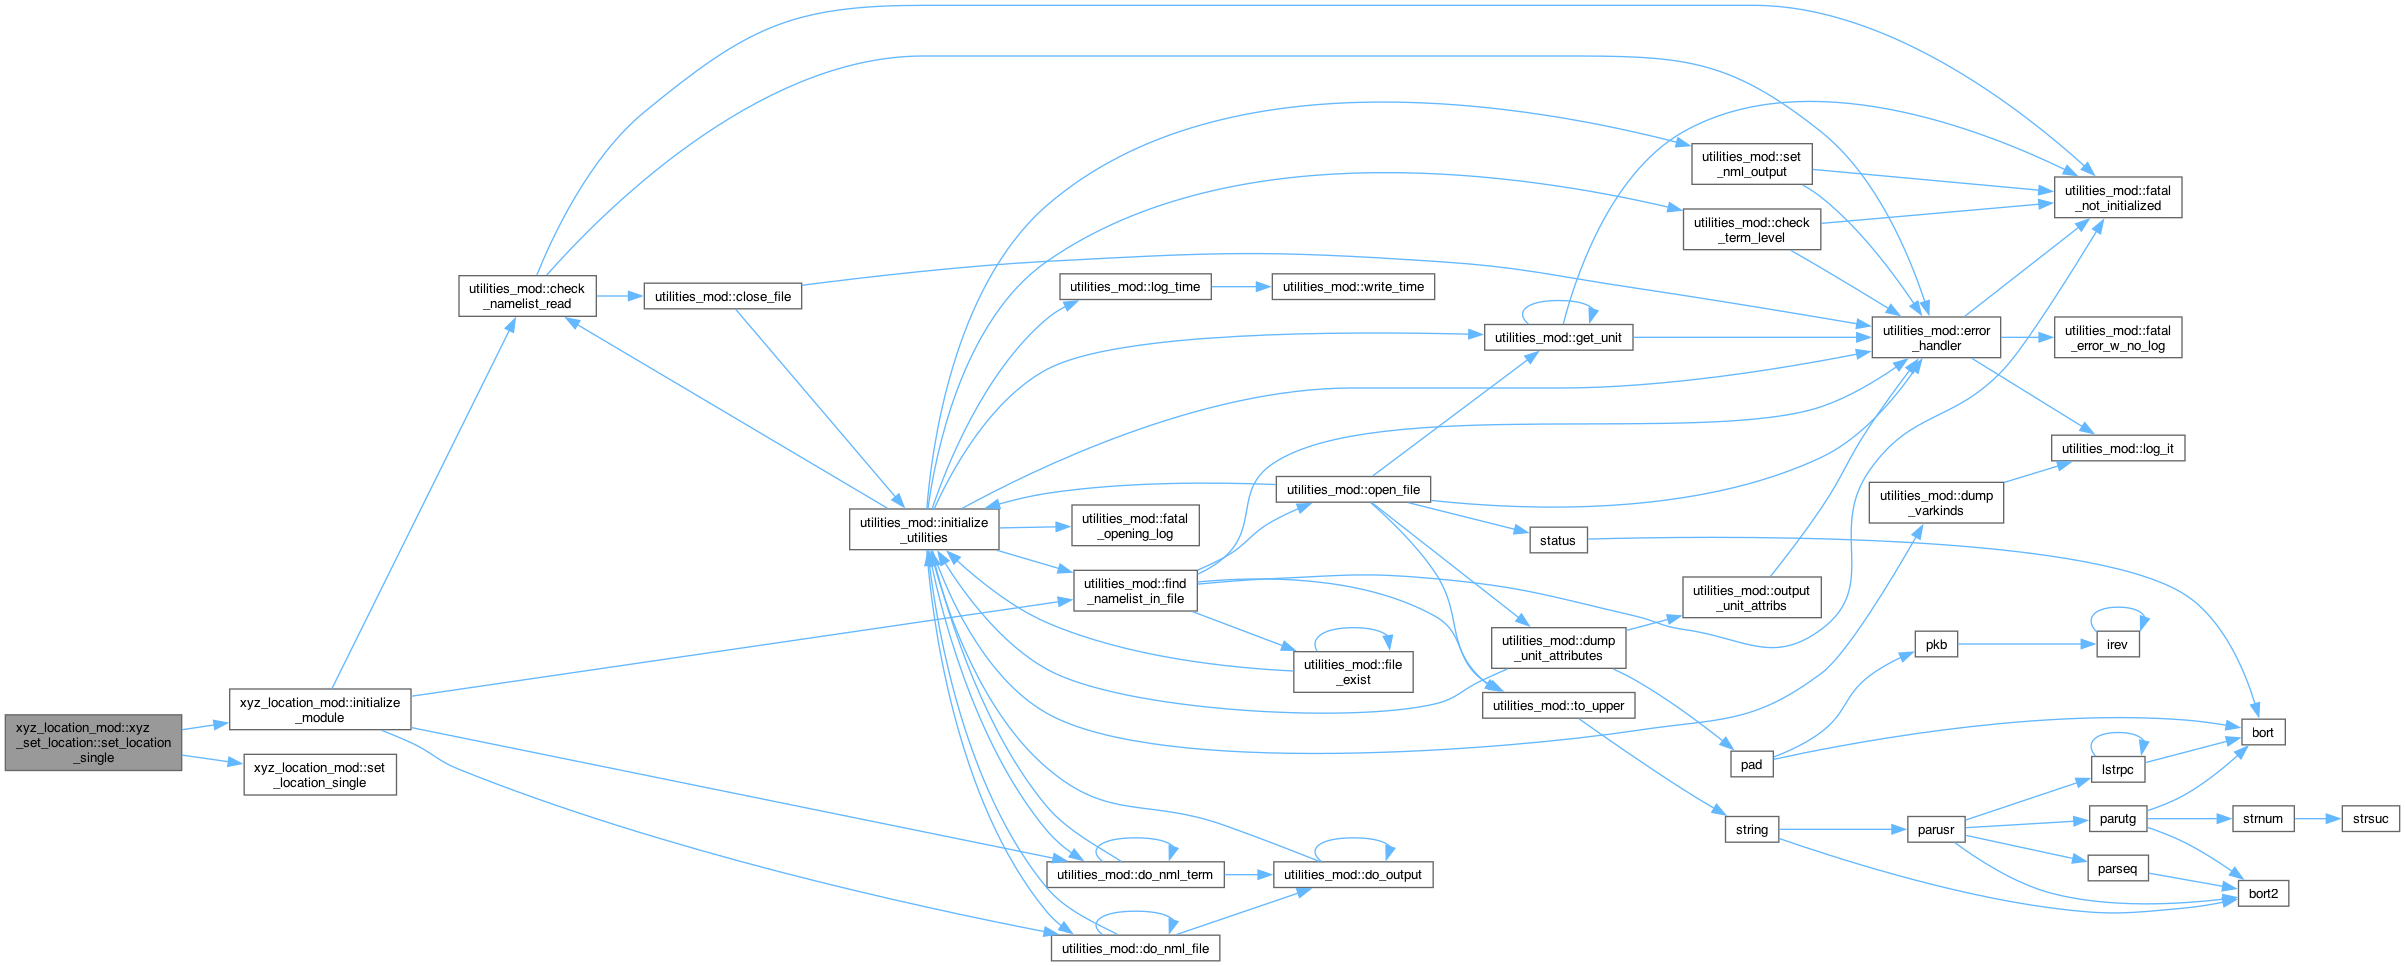 xyz_location_mod::xyz
_set_location::set_location
_single
xyz_location_mod::initialize
_module
xyz_location_mod::set
_location_single
utilities_mod::check
_namelist_read
utilities_mod::close_file
utilities_mod::initialize
_utilities
utilities_mod::log_time
utilities_mod::write_time
utilities_mod::fatal
_opening_log
utilities_mod::find
_namelist_in_file
utilities_mod::do_nml_term
utilities_mod::do_nml_file
utilities_mod::open_file
utilities_mod::file
_exist
utilities_mod::do_output
utilities_mod::get_unit
status
utilities_mod::dump
_unit_attributes
utilities_mod::to_upper
utilities_mod::set
_nml_output
utilities_mod::check
_term_level
utilities_mod::output
_unit_attribs
pad
string
utilities_mod::error
_handler
utilities_mod::dump
_varkinds
pkb
parusr
utilities_mod::fatal
_not_initialized
utilities_mod::fatal
_error_w_no_log
utilities_mod::log_it
irev
lstrpc
parutg
parseq
bort
strnum
bort2
strsuc